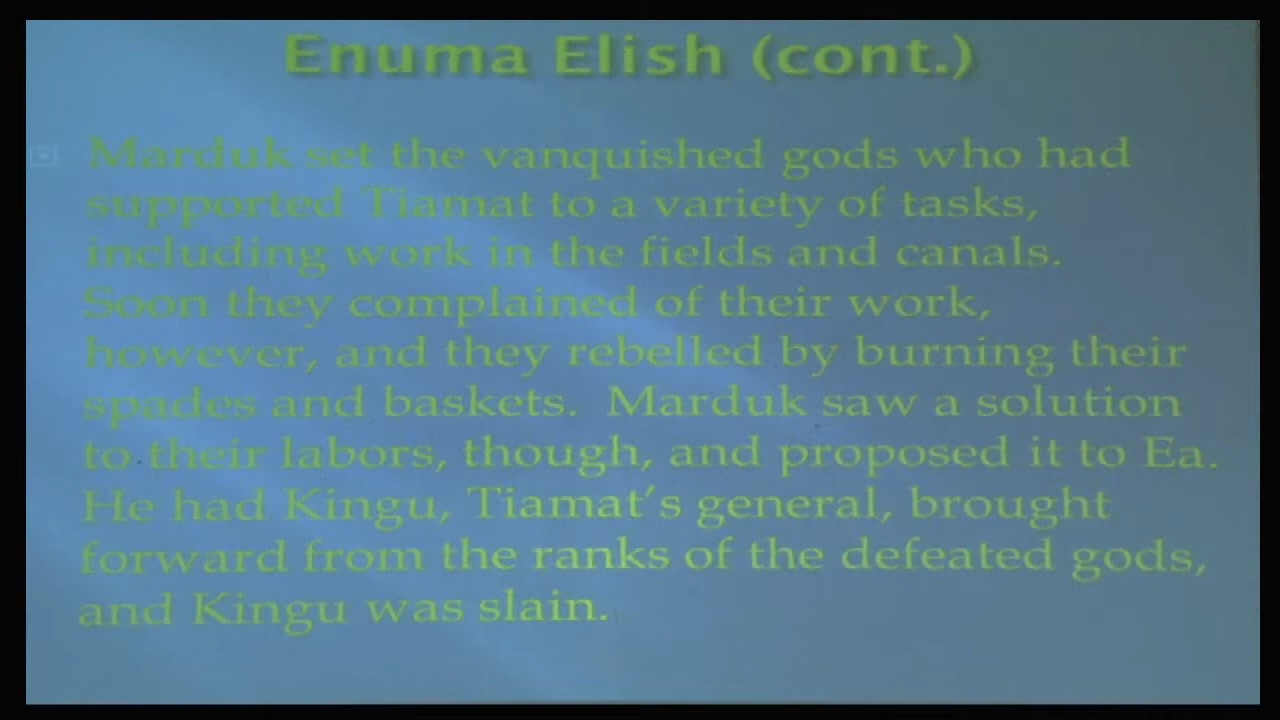 Enuma Elish (cont.)
Marduk set the vanquished gods who had
supported Tiamat to a variety of tasks,
including work in the fields and canals.
Soon they complained of their work,
however, and they rebelled by burning their
spades and baskets. Marduk saw a solution
to their labors, though, and proposed it to Ea.
He had Kingu, Tiamat's general, brought
forward from the ranks of the defeated gods,
and Kingu was slain.